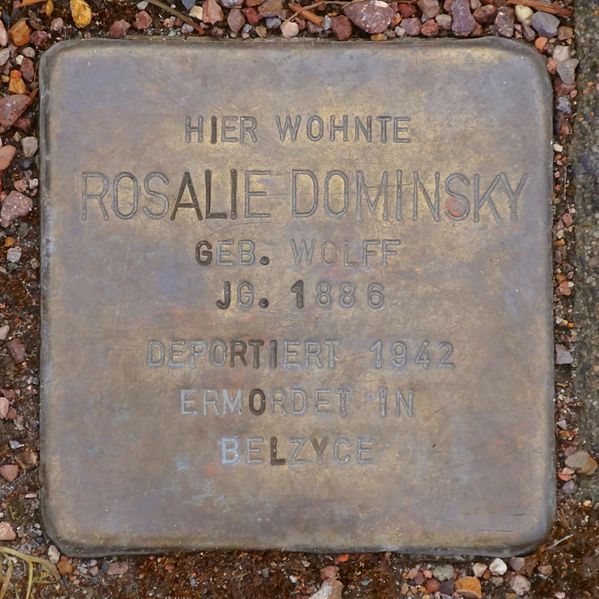 HIER WOHNTE
ROSALIE DOMINSKY
GEB. WOLFF
JG. 1886
DEPORTIERT 1942
ERMORDET IN
BELZYCE